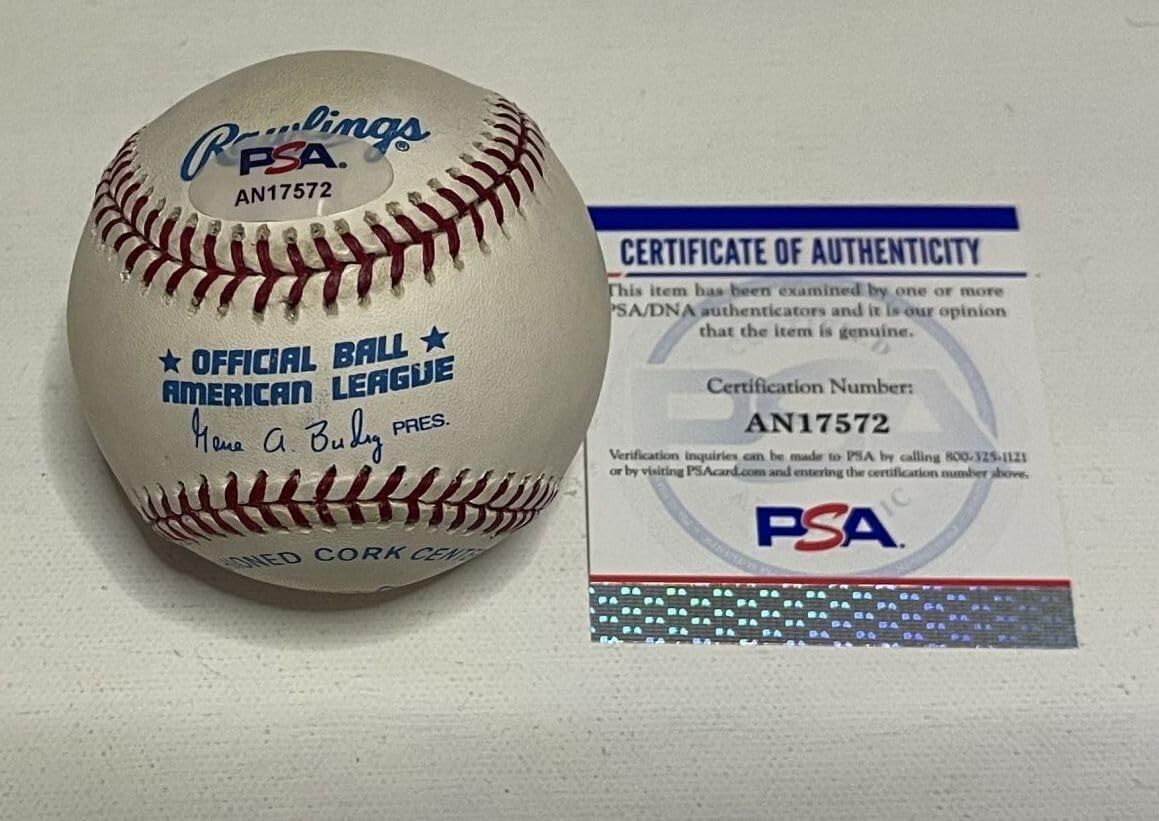 Rawlings®
PSA.
AN17572
★ OFFICIAL BALL ★
AMERICAN LEAGUE
Gene A. Budig PRES.
IONED CORK CENT
CERTIFICATE OF AUTHENTICITY
This item has been examined by one or more
PSA/DNA authenticators and it is our opinion
that the item is genuine.
Certification Number:
AN17572
Verification inquiries can be made to PSA by calling 800-325-1121
or by visiting PSAcard.com and entering the certification number above.
PSA.